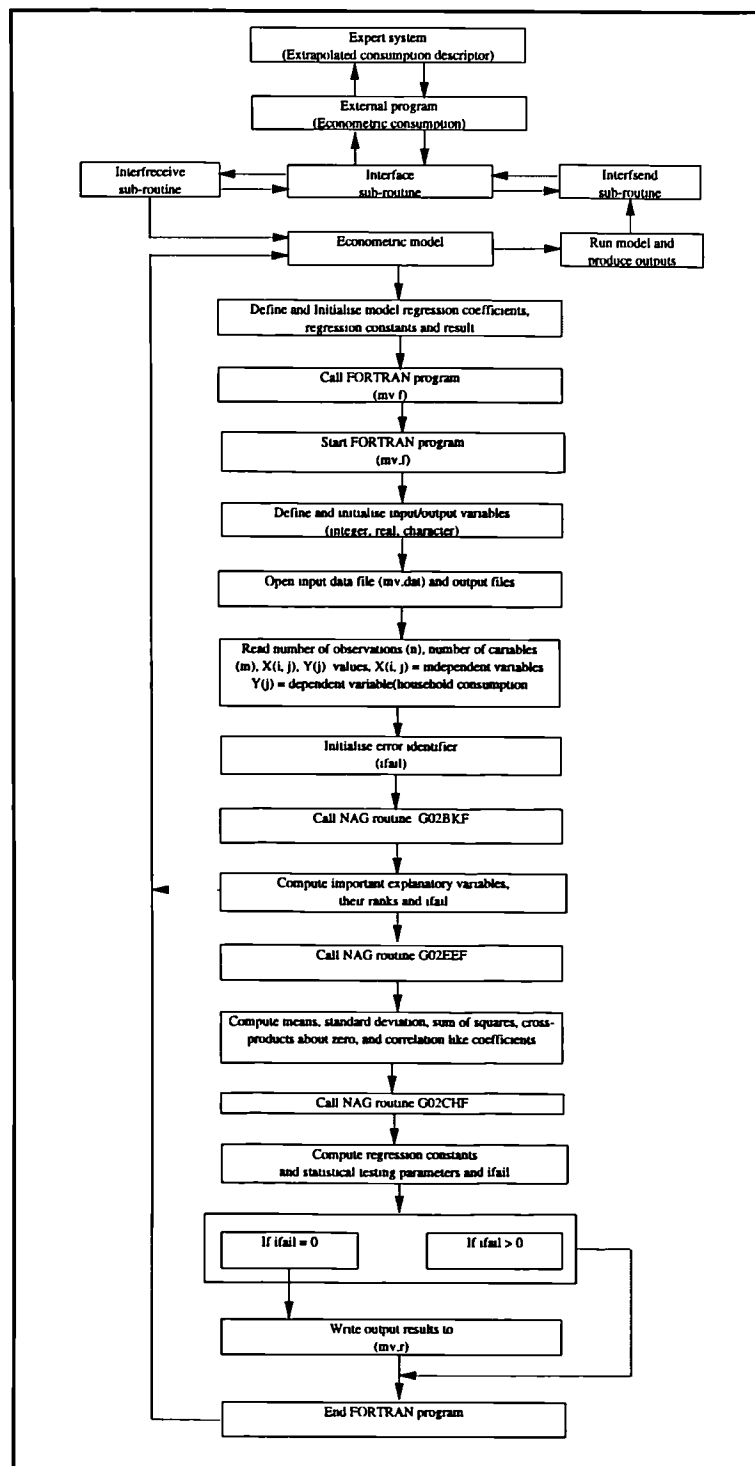 Expert system
(Extrapolated consumption descriptor)
External program
(Econometric consumption)
Interfreceive
sub-routine
Interface
sub-routine
Interfsend
sub-routine
Econometric model
Run model and
produce outputs
Define and Initialise model regression coefficients,
regression constants and result
Call FORTRAN program
(mv f)
Start FORTRAN program
(mv.f)
Define and initialise input/output variables
(integer, real, character)
Open input data file (mv.dat) and output files
Read number of observations (n), number of cariables
(m), X(i, j), Y(j) values, X(i, j) = independent variables
Y(j) = dependent variable(household consumption
Initialise error identifier
(ifail)
Call NAG routine G02BKF
Compute important explanatory variables,
their ranks and ifail
Call NAG routine G02EEF
Compute means, standard deviation, sum of squares, cross-
products about zero, and correlation like coefficients
Call NAG routine G02CHF
Compute regression constants
and statistical testing parameters and ifail
If ifail = 0
If ifail > 0
Write output results to
(mv.r)
End FORTRAN program